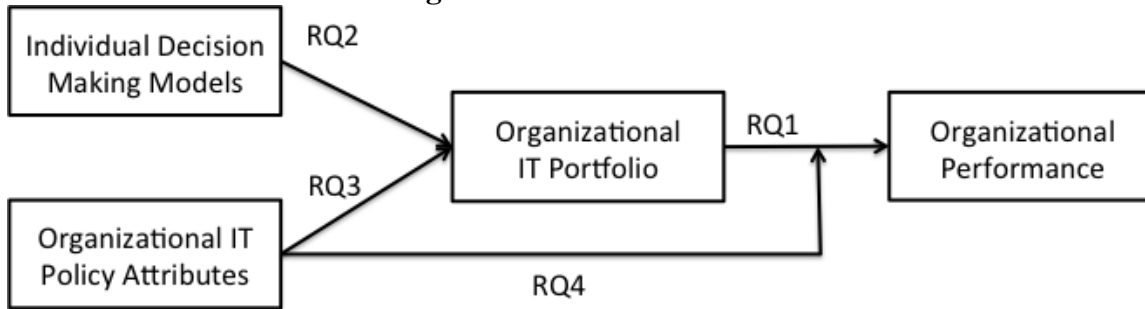 Individual Decision
Making Models
RQ2
Organizational
IT Portfolio
RQ1
Organizational
Performance
RQ3
Organizational IT
Policy Attributes
RQ4